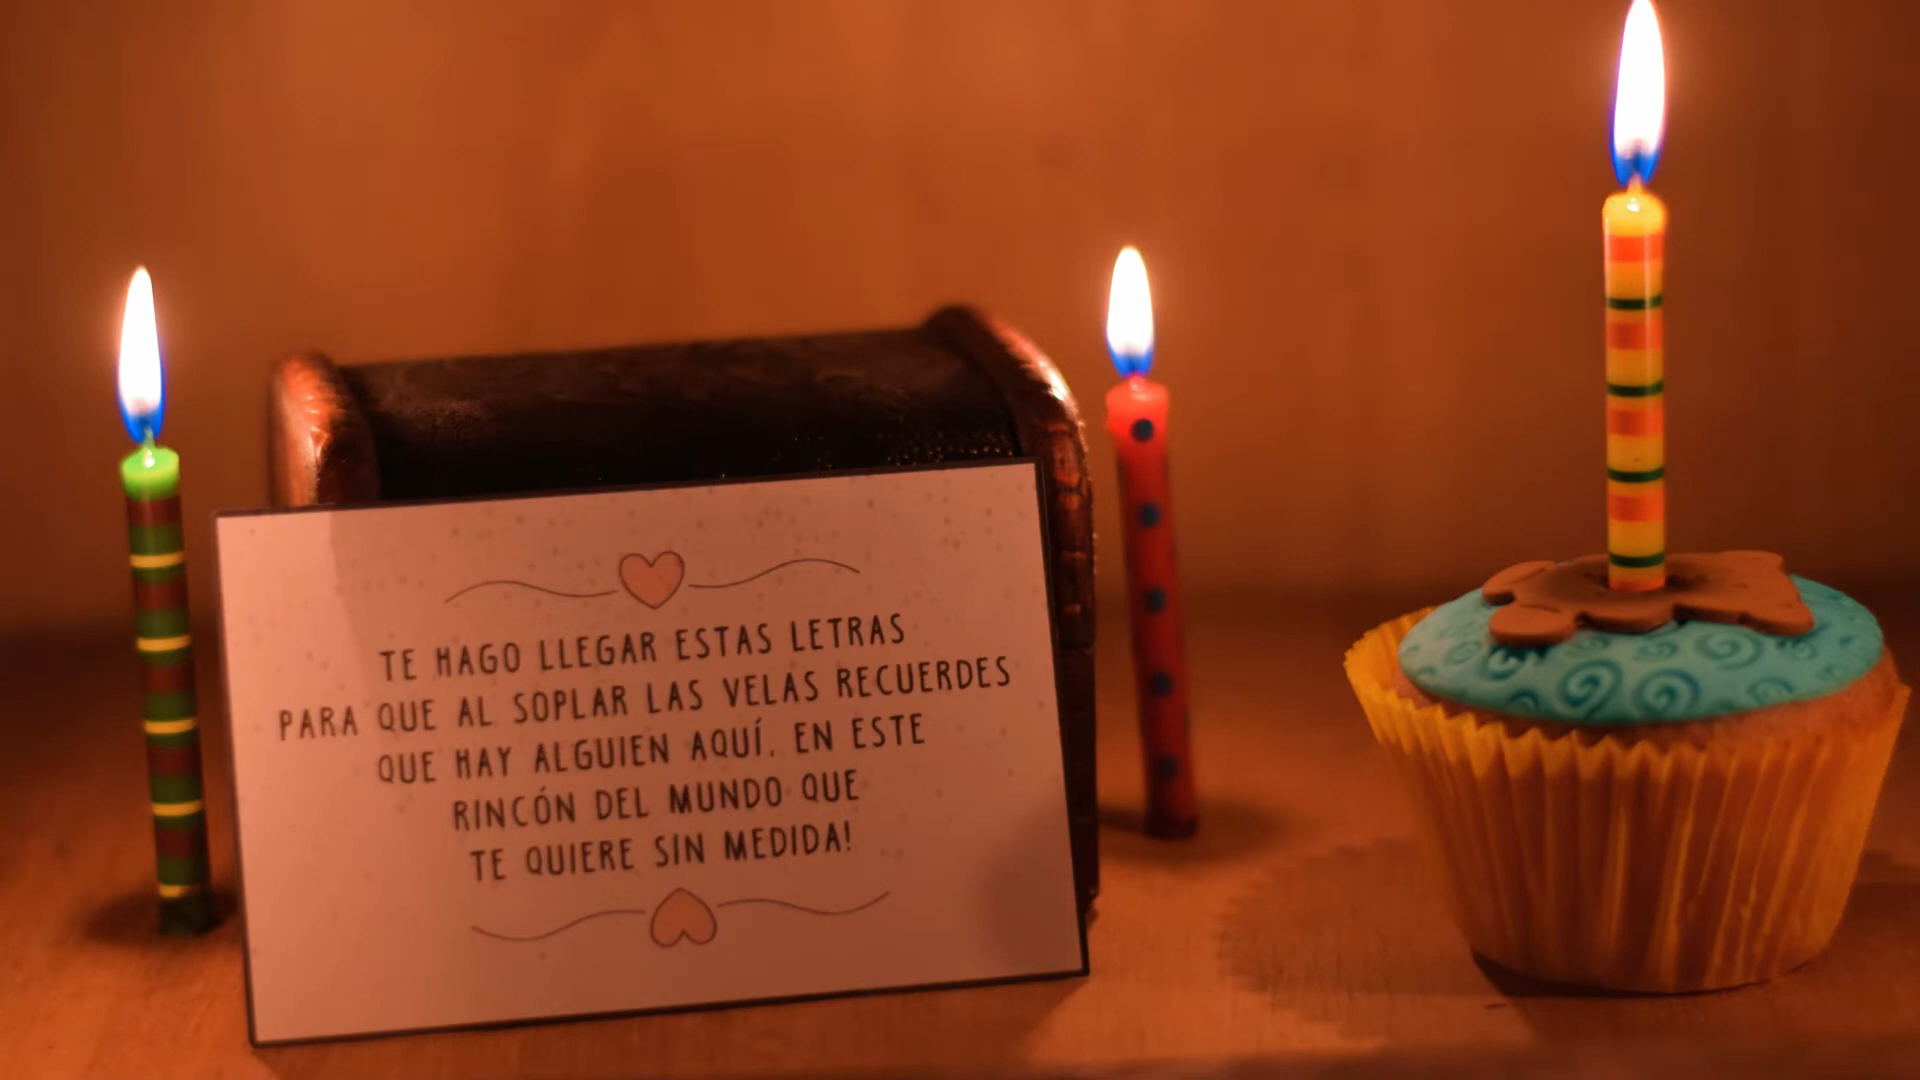 TE HAGO LLEGAR ESTAS LETRAS
PARA QUE AL SOPLAR LAS VELAS RECUERDES
QUE HAY ALGUIEN AQUÍ, EN ESTE
RINCÓN DEL MUNDO QUE
TE QUIERE SIN MEDIDA!